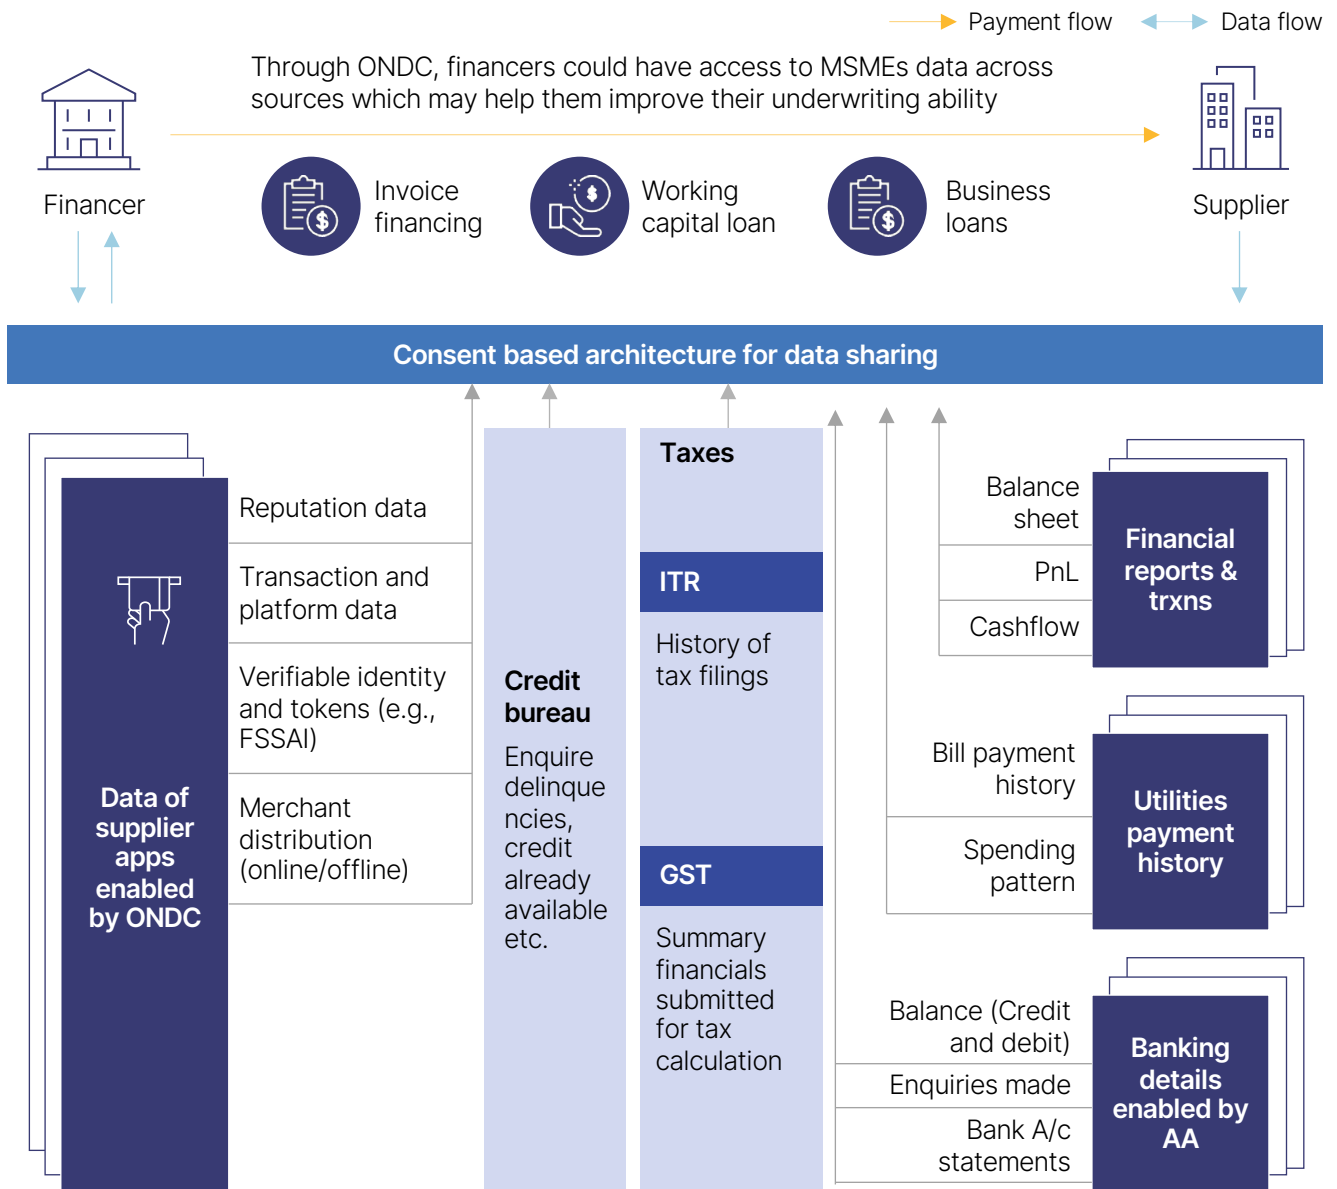 Payment flow
Data flow
Through ONDC, financers could have access to MSMEs data across
sources which may help them improve their underwriting ability
Financer
Invoice
financing
Working
capital loan
Business
loans
Supplier
Consent based architecture for data sharing
Data of
supplier
apps
enabled
by ONDC
Reputation data
Transaction and
platform data
Verifiable identity
and tokens (e.g.,
FSSAI)
Merchant
distribution
(online/offline)
Credit
bureau
Enquire
delinque
ncies,
credit
already
available
etc.
Taxes
ITR
History of
tax filings
GST
Summary
financials
submitted
for tax
calculation
Balance
sheet
PnL
Cashflow
Financial
reports &
trxns
Bill payment
history
Spending
pattern
Utilities
payment
history
Balance (Credit
and debit)
Enquiries made
Bank A/c
statements
Banking
details
enabled by
AA